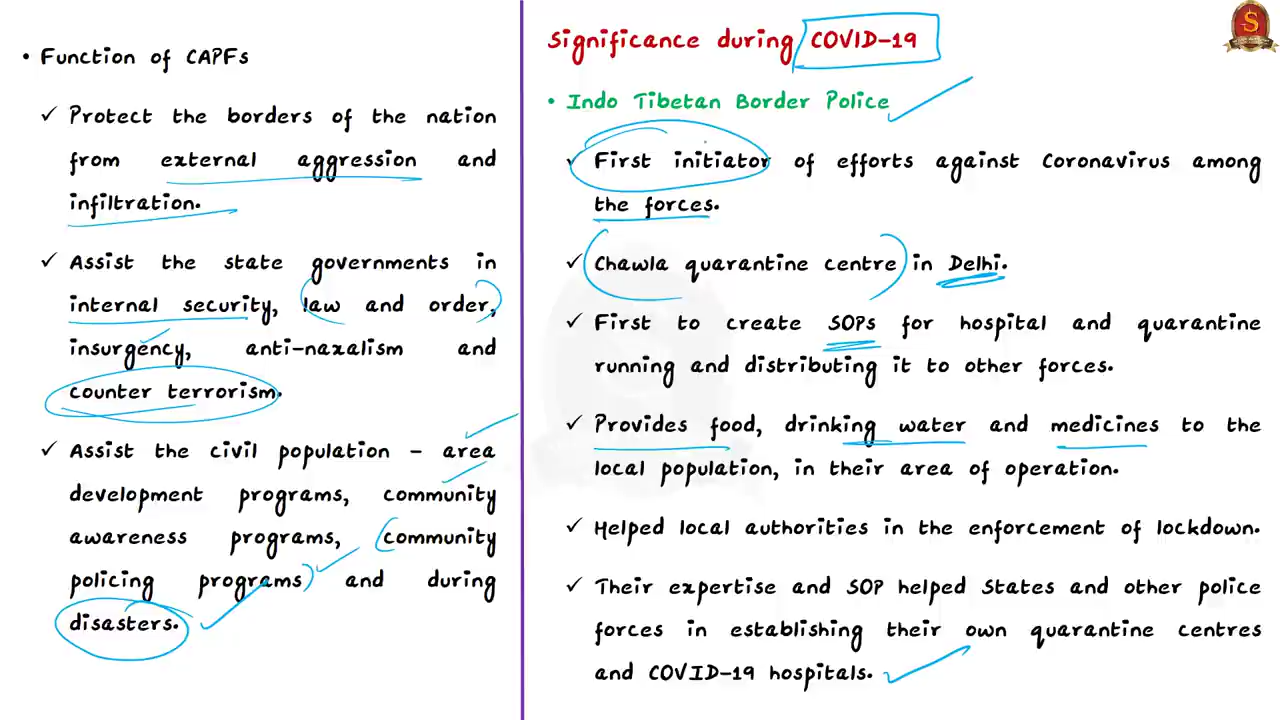 • Function of CAPFs
✓ Protect the borders of the nation
from external aggression and
infiltration.
✓ Assist the state governments in
internal security, law and order,
insurgency, anti-naxalism and
counter terrorism.
✓ Assist the civil population – area
development programs, community
awareness programs, community
policing programs and during
disasters.
Significance during COVID-19
• Indo Tibetan Border Police
✓ First initiator of efforts against Coronavirus among
the forces.
✓ Chawla quarantine centre in Delhi.
✓ First to create SOPs for hospital and quarantine
running and distributing it to other forces.
✓ Provides food, drinking water and medicines to the
local population, in their area of operation.
✓ Helped local authorities in the enforcement of lockdown.
✓ Their expertise and SOP helped States and other police
forces in establishing their own quarantine centres
and COVID-19 hospitals.
S